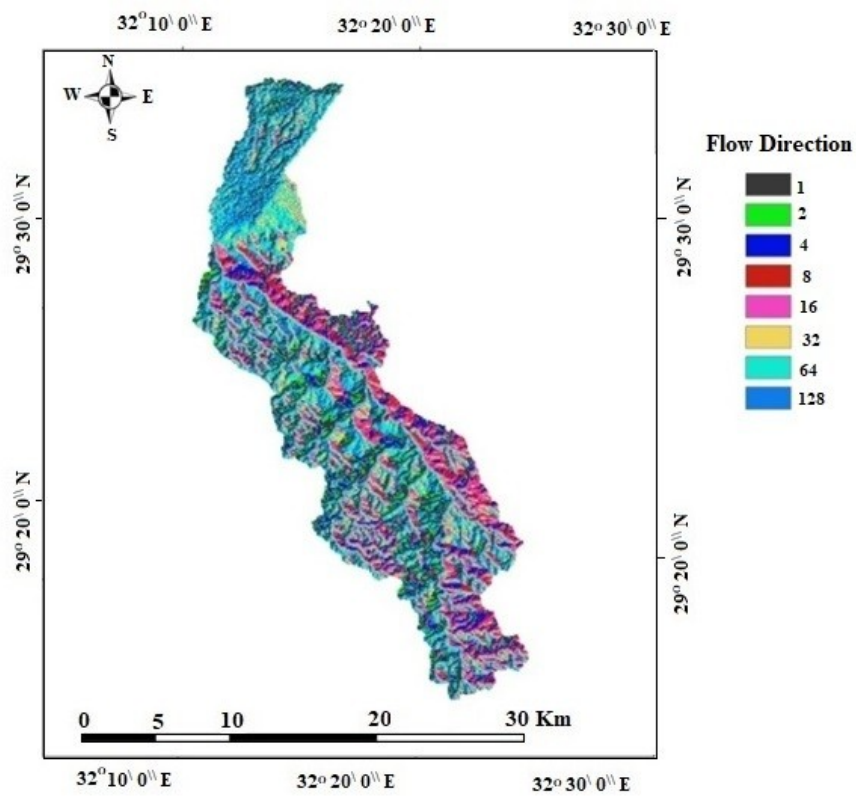 32° 10\ 0\\ E 32° 20\ 0\\ E 32° 30\ 0\\ E
N
W E
S
Flow Direction
1
2
4
8
16
32
64
128
29° 30\ 0\\ N
29° 30\ 0\\ N
29° 20\ 0\\ N
29° 20\ 0\\ N
0 5 10 20 30 Km
32° 10\ 0\\ E 32° 20\ 0\\ E 32° 30\ 0\\ E